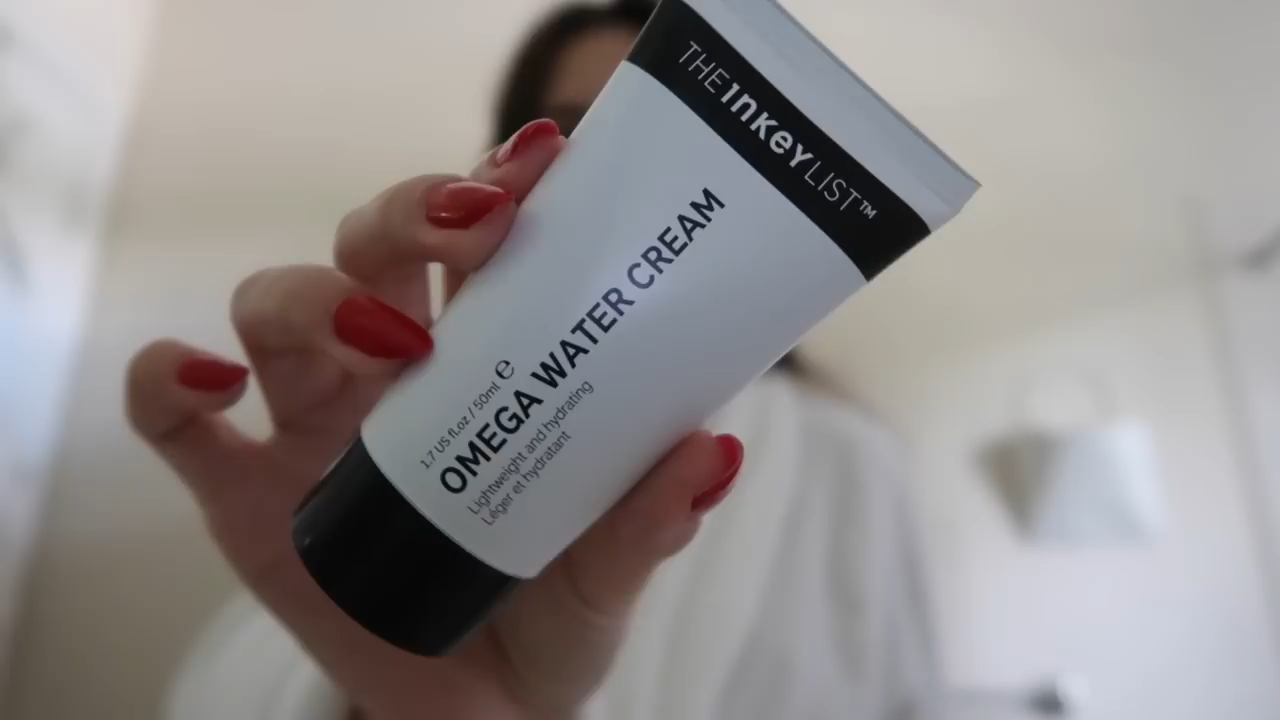 THE INKEY LIST™
1.7 US fl.oz / 50ml ℮
OMEGA WATER CREAM
Lightweight and hydrating
Léger et hydratant